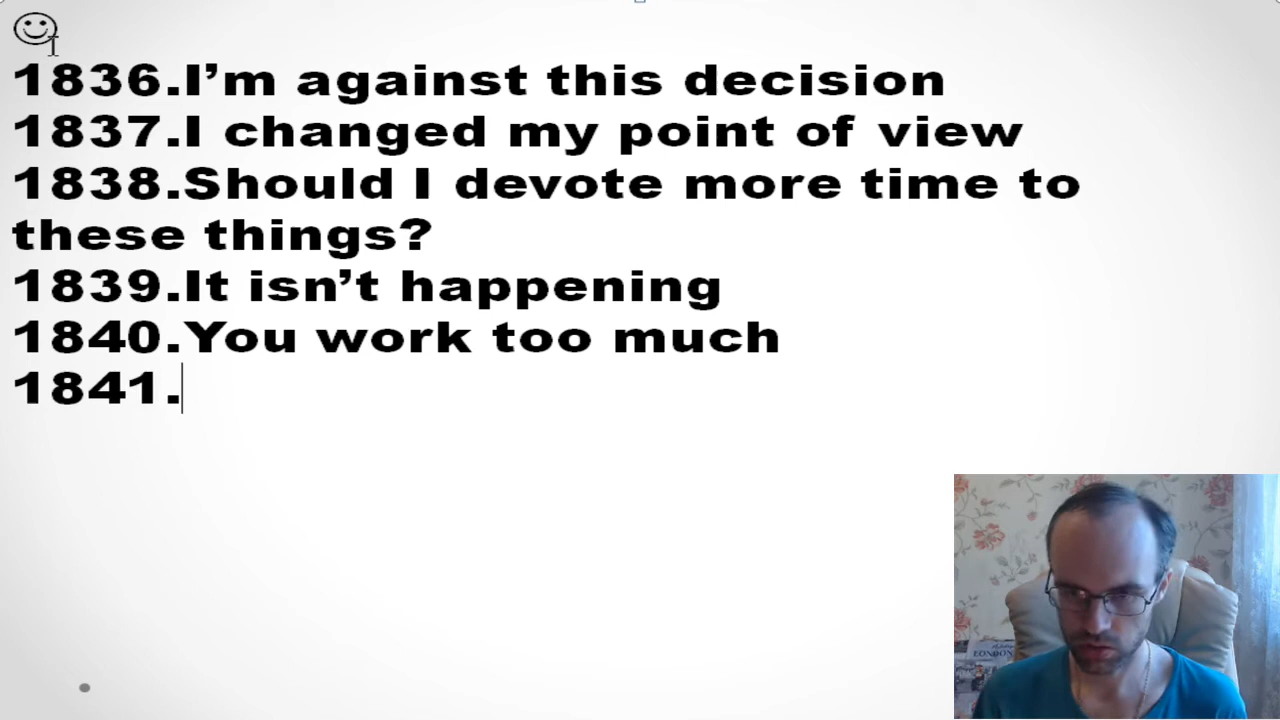 1836.I’m against this decision
1837.I changed my point of view
1838.Should I devote more time to
these things?
1839.It isn’t happening
1840.You work too much
1841.
LONDON